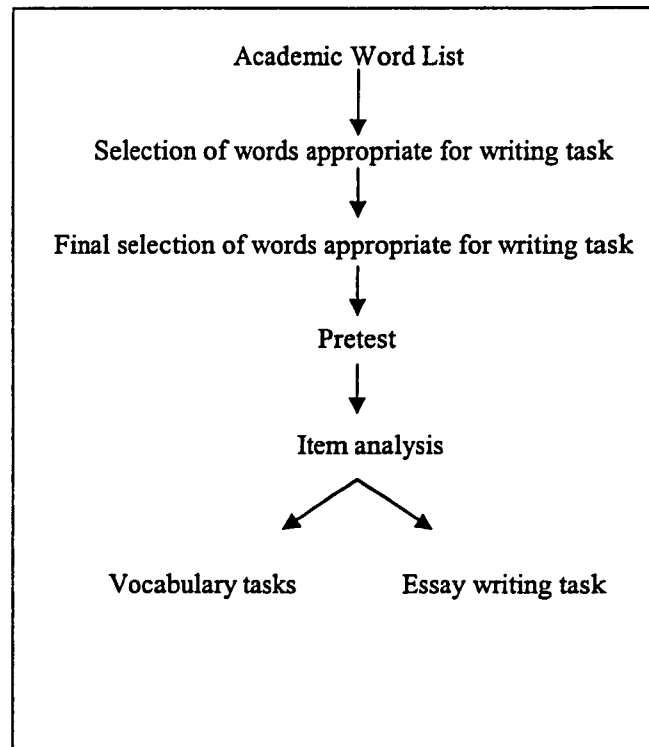 Academic Word List
Selection of words appropriate for writing task
Final selection of words appropriate for writing task
Pretest
Item analysis
Vocabulary tasks
Essay writing task